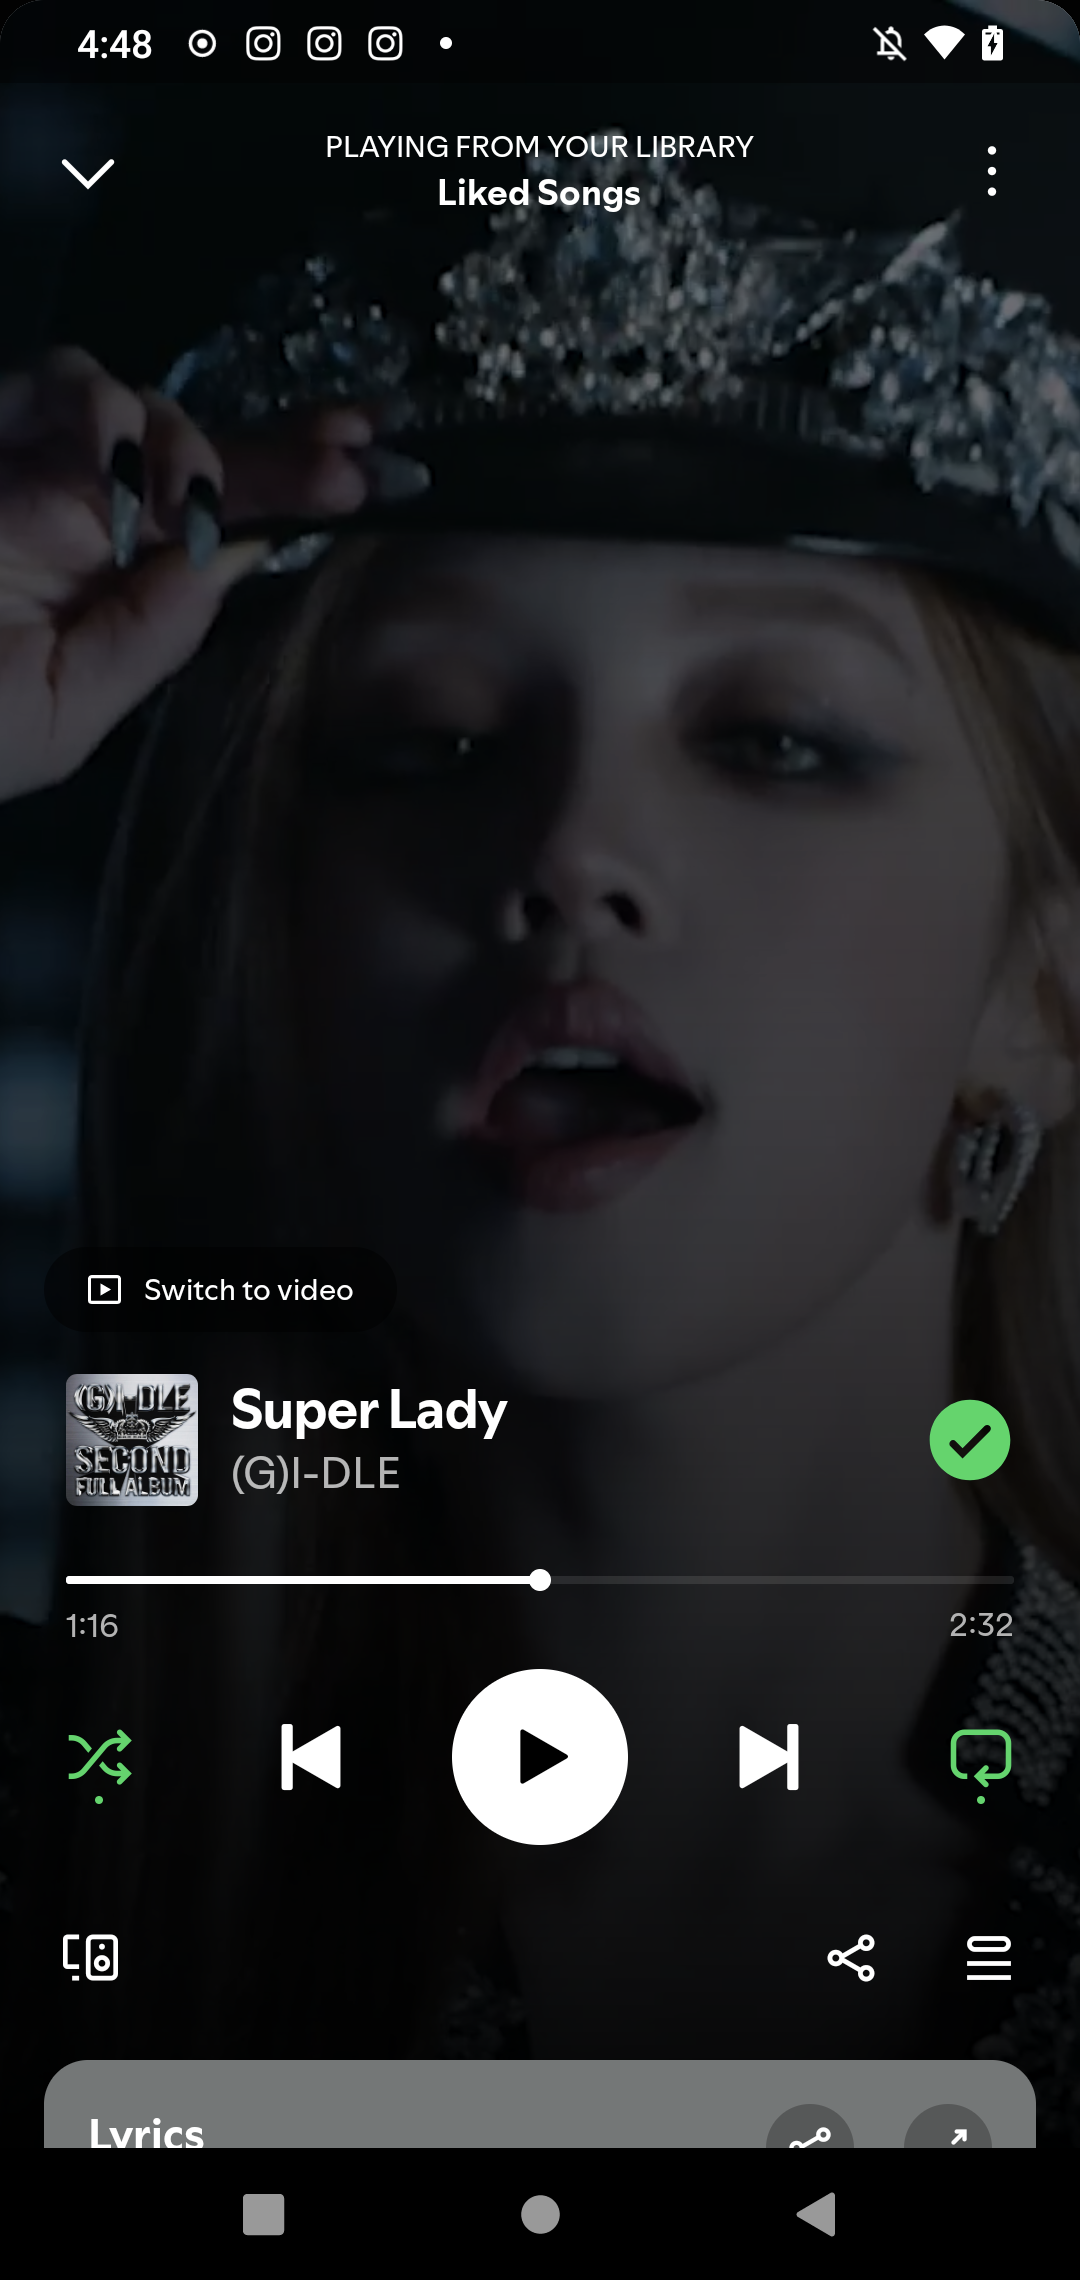 4:48
PLAYING FROM YOUR LIBRARY
Liked Songs
Switch to video
(G)I-DLE
SECOND
FULL ALBUM
Super Lady
(G)I-DLE
1:16
2:32
Lyrics